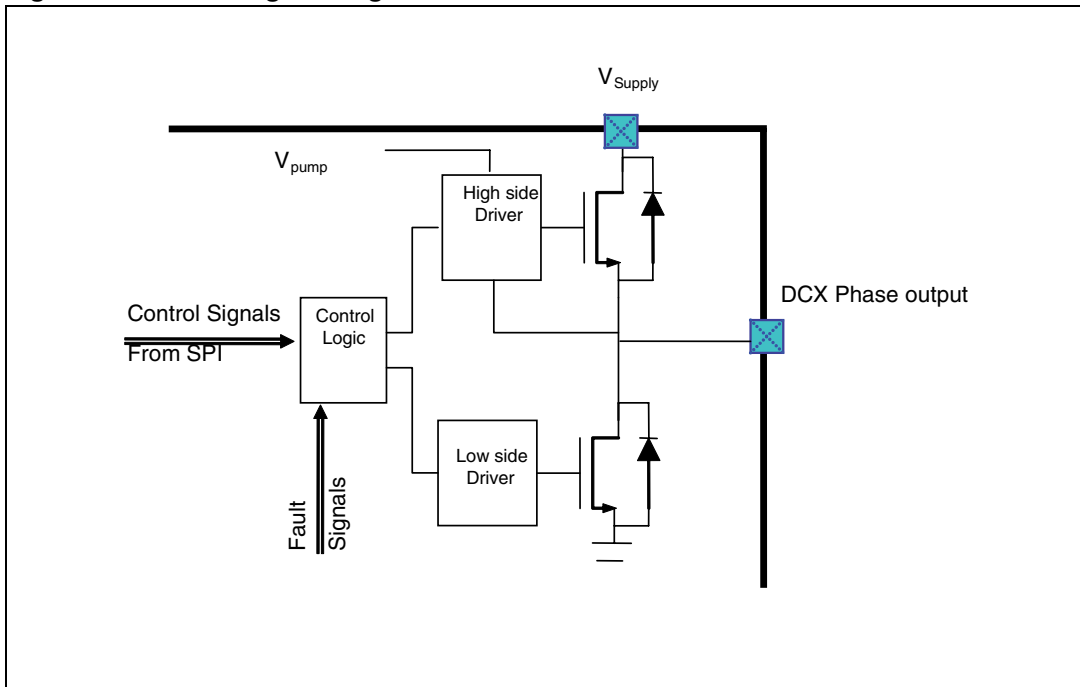 V_Supply
V_pump
High side
Driver
DCX Phase output
Control Signals
From SPI
Control
Logic
Low side
Driver
Fault
Signals